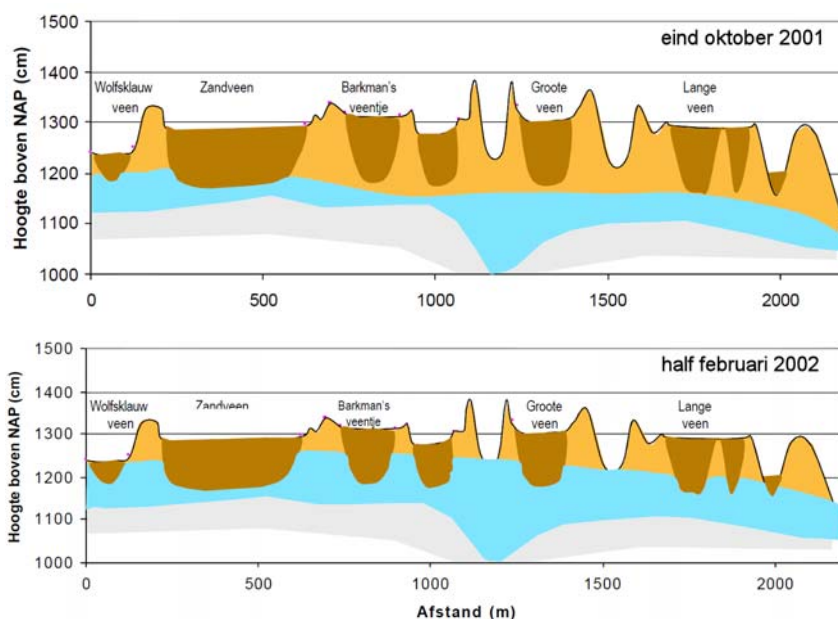 eind oktober 2001
Hoogte boven NAP (cm)
1500
1400
1300
1200
1100
1000
Wolfsklauw
veen
Zandveen
Barkman's
veentje
Groote
veen
Lange
veen
0
500
1000
1500
2000
half februari 2002
Hoogte boven NAP (cm)
1500
1400
1300
1200
1100
1000
Wolfsklauw
veen
Zandveen
Barkman's
veentje
Groote
veen
Lange
veen
0
500
1000
1500
2000
Afstand (m)